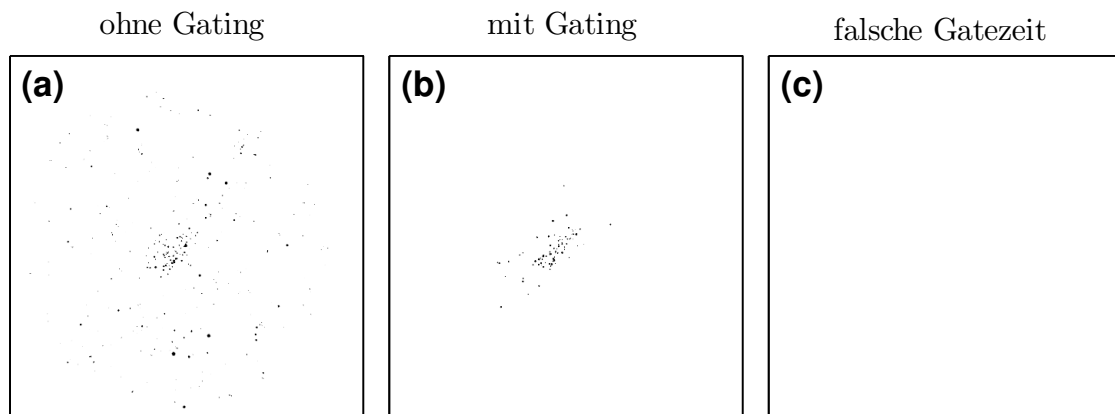 ohne Gating
mit Gating
falsche Gatezeit
(a)
(b)
(c)